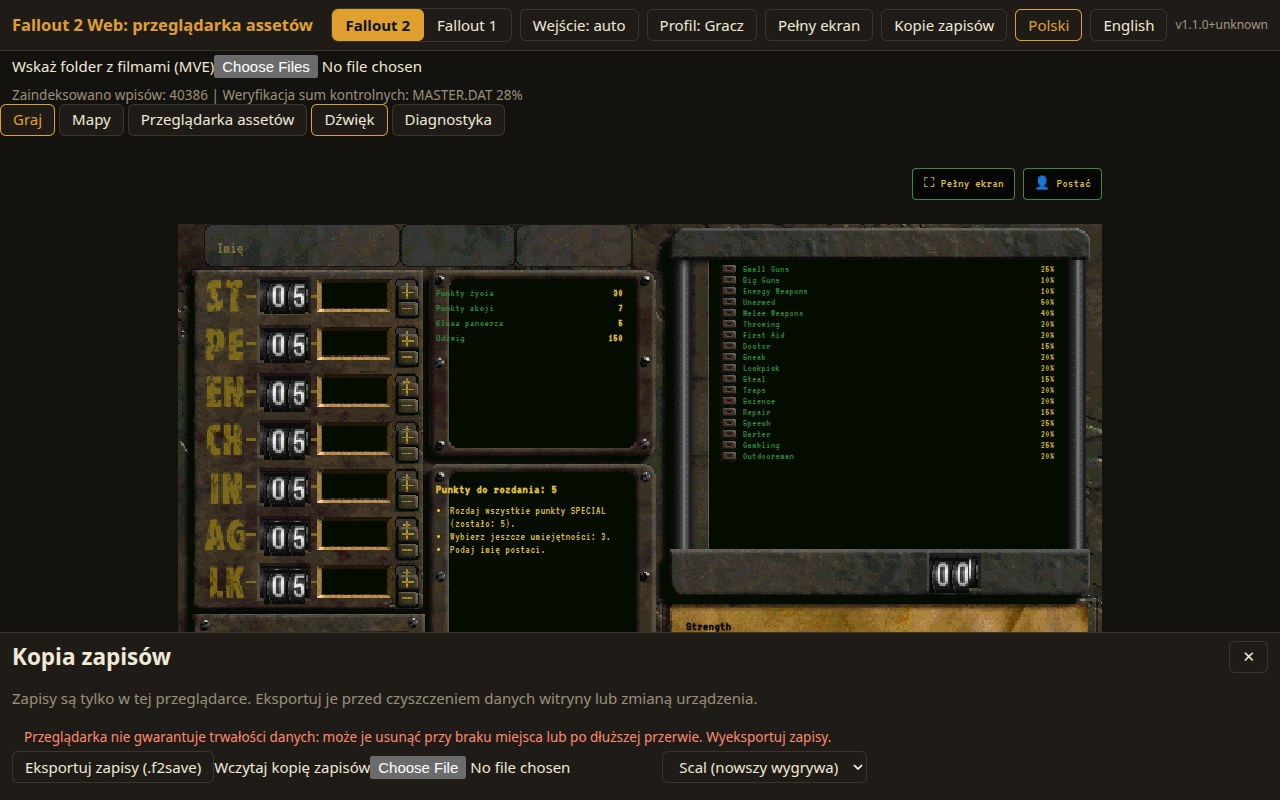 Fallout 2 Web: przeglądarka assetów
Fallout 2 Fallout 1 Wejście: auto Profil: Gracz Pełny ekran Kopie zapisów Polski English v1.1.0+unknown
Wskaż folder z filmami (MVE) Choose Files No file chosen
Zaindeksowano wpisów: 40386 | Weryfikacja sum kontrolnych: MASTER.DAT 28%
Graj Mapy Przeglądarka assetów Dźwięk Diagnostyka
Pełny ekran Postać
Imię
ST 05
PE 05
EN 05
CH 05
IN 05
AG 05
LK 05
Punkty życia 30
Punkty akcji 7
Klasa pancerza 5
Udźwig 150
Punkty do rozdania: 5
• Rozdaj wszystkie punkty SPECIAL
(zostało: 5).
• Wybierz jeszcze umiejętności: 3.
• Podaj imię postaci.
Small Guns 25%
Big Guns 10%
Energy Weapons 10%
Unarmed 50%
Melee Weapons 40%
Throwing 20%
First Aid 20%
Doctor 15%
Sneak 20%
Lockpick 20%
Steal 15%
Traps 20%
Science 20%
Repair 15%
Speech 25%
Barter 20%
Gambling 25%
Outdoorsman 20%
00
Strength
Kopia zapisów ✕
Zapisy są tylko w tej przeglądarce. Eksportuj je przed czyszczeniem danych witryny lub zmianą urządzenia.
Przeglądarka nie gwarantuje trwałości danych: może je usunąć przy braku miejsca lub po dłuższej przerwie. Wyeksportuj zapisy.
Eksportuj zapisy (.f2save) Wczytaj kopię zapisów Choose File No file chosen Scal (nowszy wygrywa)